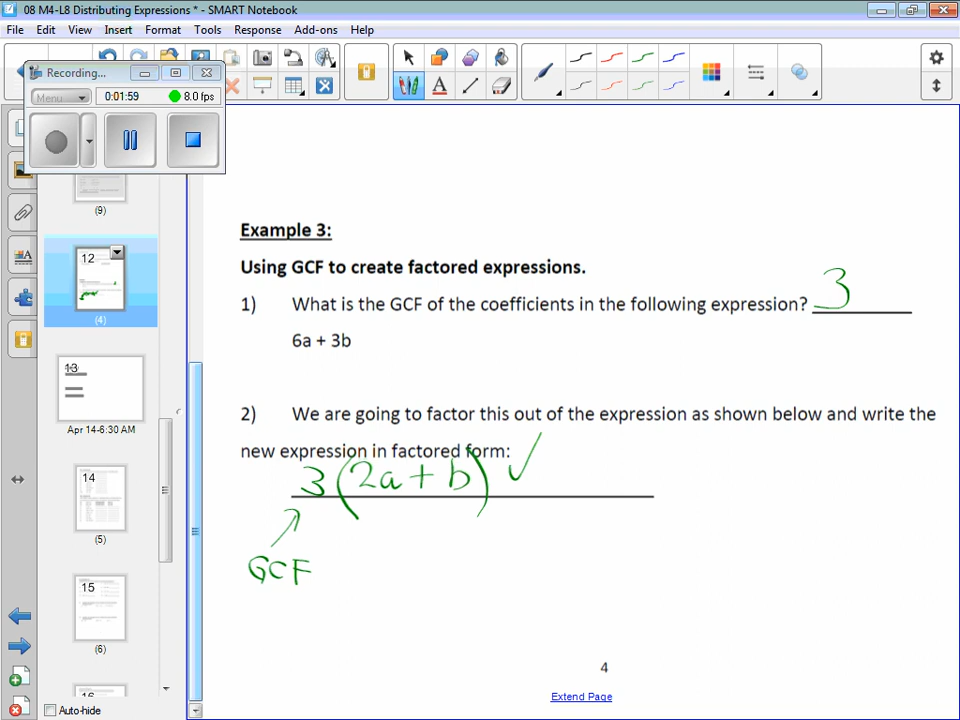 08 M4-L8 Distributing Expressions * - SMART Notebook
File Edit View Insert Format Tools Response Add-ons Help
Recording...
Menu 0:01:59 8.0 fps
(9)
12
(4)
13
Apr 14-6:30 AM
14
(5)
15
(6)
16
Auto-hide
Example 3:
Using GCF to create factored expressions.
1) What is the GCF of the coefficients in the following expression? 3
6a + 3b
2) We are going to factor this out of the expression as shown below and write the
new expression in factored form:
3 (2a + b) ✓
GCF
4
Extend Page